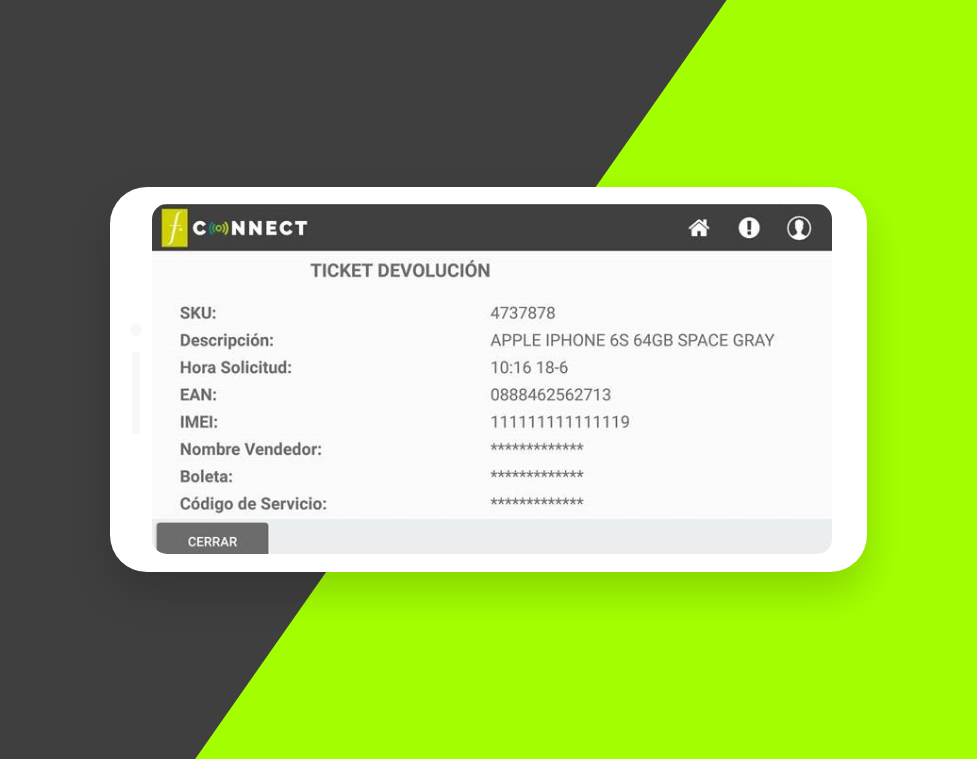 f C((o))NNECT
TICKET DEVOLUCIÓN
SKU: 4737878
Descripción: APPLE IPHONE 6S 64GB SPACE GRAY
Hora Solicitud: 10:16 18-6
EAN: 0888462562713
IMEI: 111111111111119
Nombre Vendedor: *************
Boleta: *************
Código de Servicio: *************
CERRAR